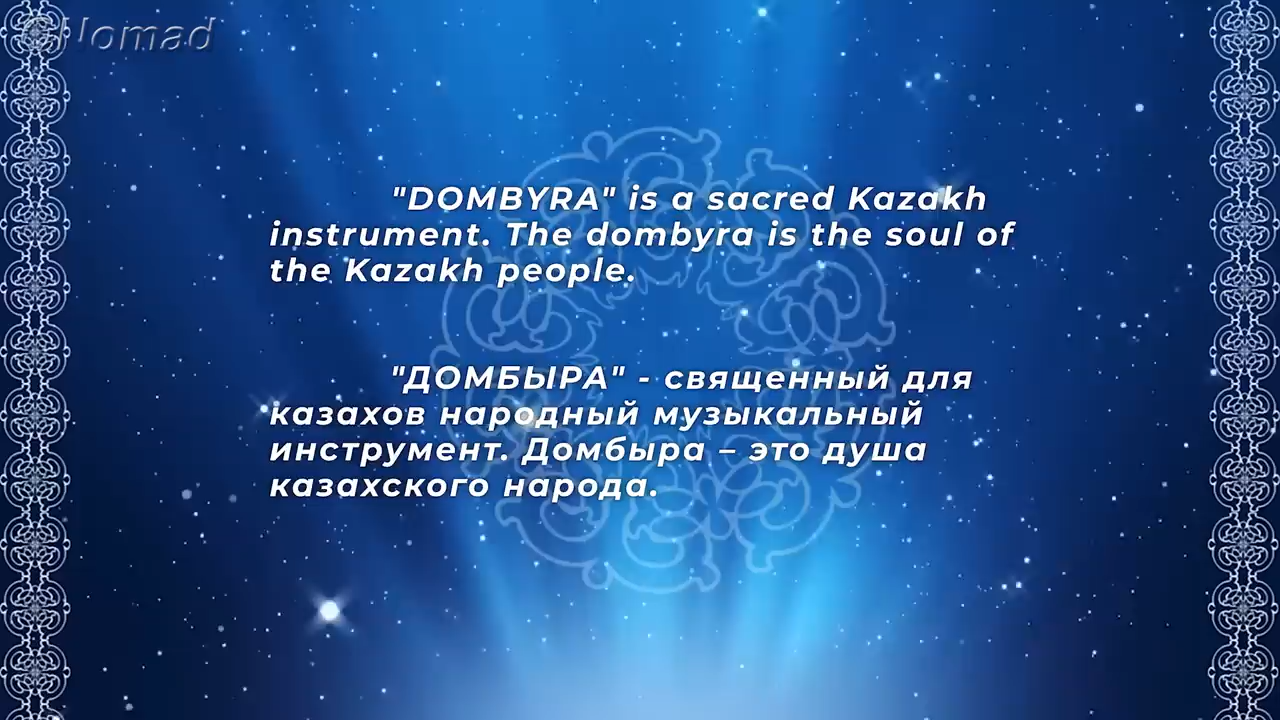 Nomad
"DOMBYRA" is a sacred Kazakh
instrument. The dombyra is the soul of
the Kazakh people.
"ДОМБЫРА" - священный для
казахов народный музыкальный
инструмент. Домбыра – это душа
казахского народа.